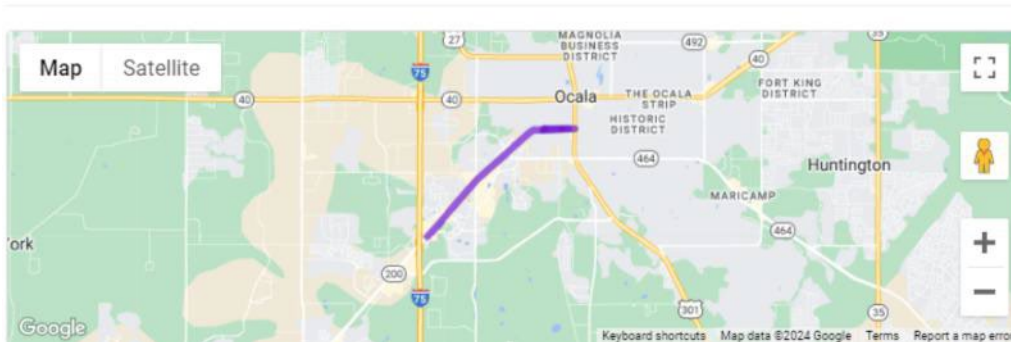 Map
Satellite
27
MAGNOLIA
BUSINESS
DISTRICT
492
35
40
75
40
40
Ocala
THE OCALA
STRIP
FORT KING
DISTRICT
HISTORIC
DISTRICT
464
Huntington
MARICAMP
464
ork
200
75
301
35
Google
Keyboard shortcuts
Map data ©2024 Google
Terms
Report a map error